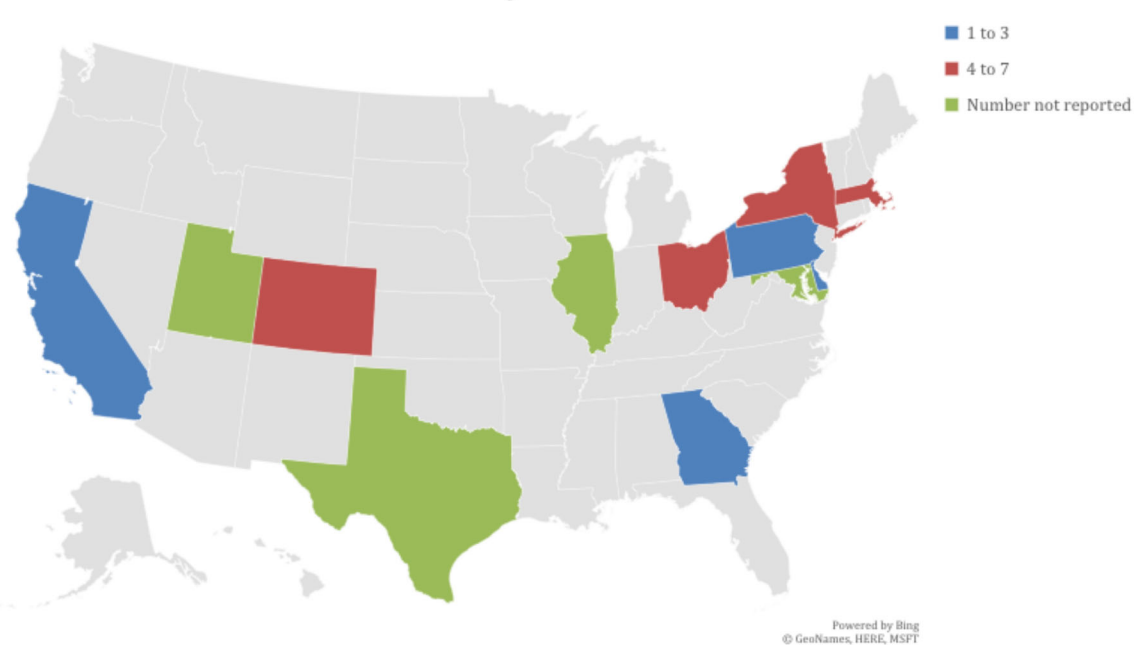 1 to 3
4 to 7
Number not reported
Powered by Bing
© GeoNames, HERE, MSFT